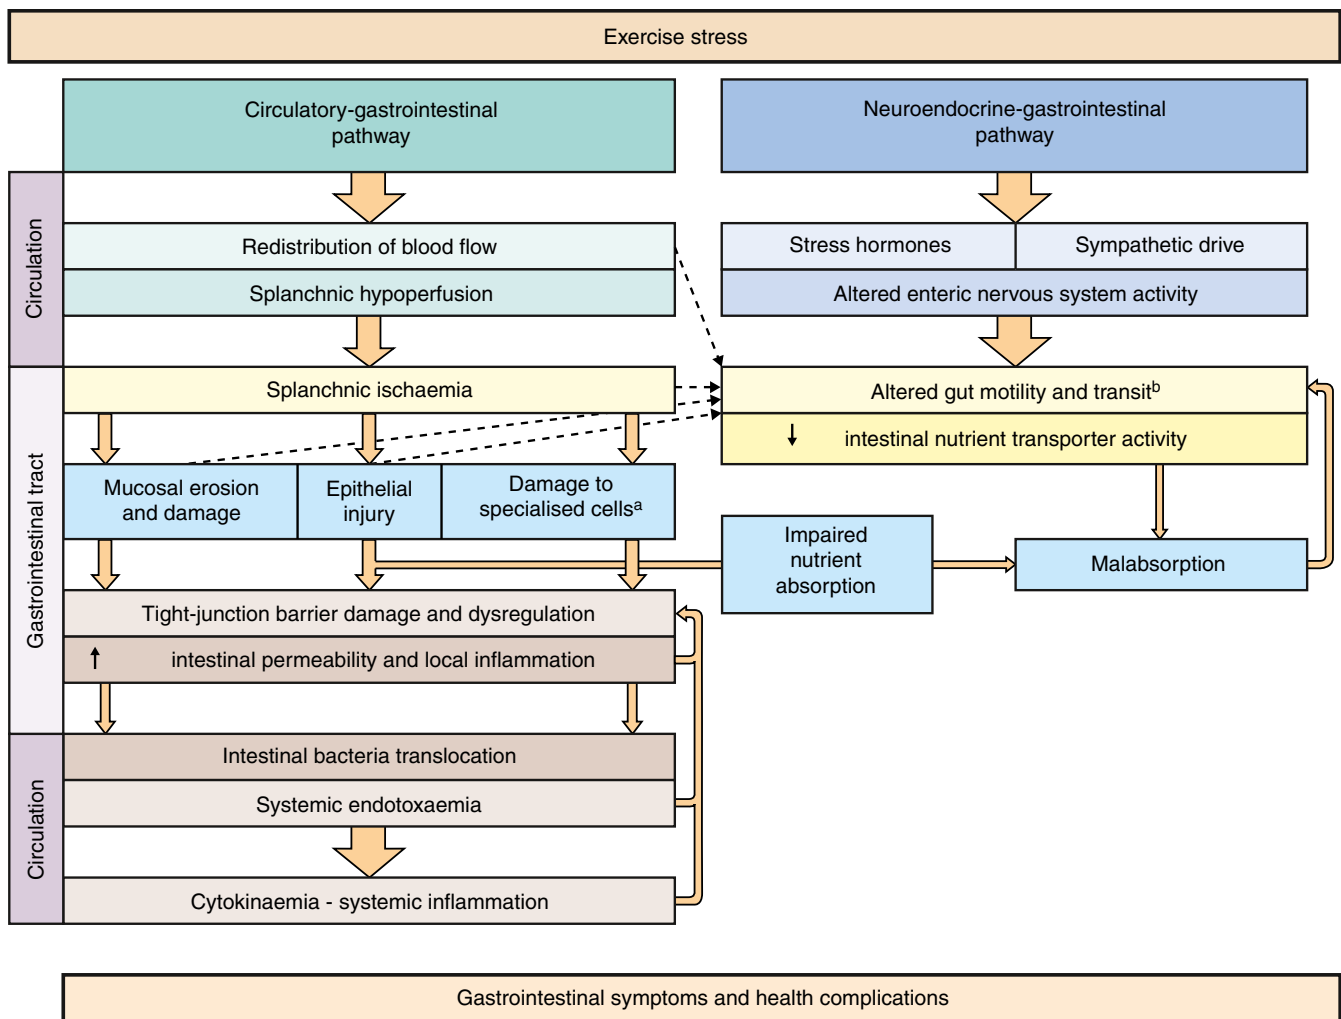 Exercise stress
Circulatory-gastrointestinal
pathway
Neuroendocrine-gastrointestinal
pathway
Circulation
Redistribution of blood flow
Splanchnic hypoperfusion
Stress hormones
Sympathetic drive
Altered enteric nervous system activity
Gastrointestinal tract
Splanchnic ischaemia
Altered gut motility and transitᵇ
↓ intestinal nutrient transporter activity
Mucosal erosion
and damage
Epithelial
injury
Damage to
specialised cellsᵃ
Impaired
nutrient
absorption
Malabsorption
Tight-junction barrier damage and dysregulation
↑ intestinal permeability and local inflammation
Circulation
Intestinal bacteria translocation
Systemic endotoxaemia
Cytokinaemia - systemic inflammation
Gastrointestinal symptoms and health complications